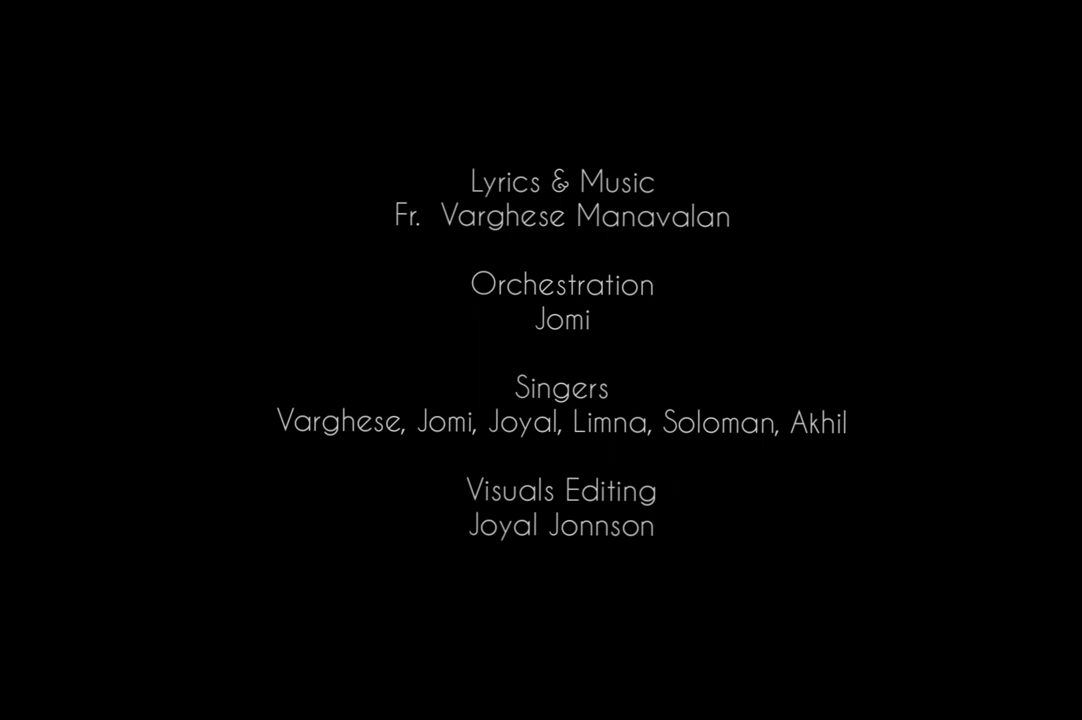 Lyrics & Music
Fr. Varghese Manavalan
Orchestration
Jomi
Singers
Varghese, Jomi, Joyal, Limna, Soloman, Akhil
Visuals Editing
Joyal Jonnson